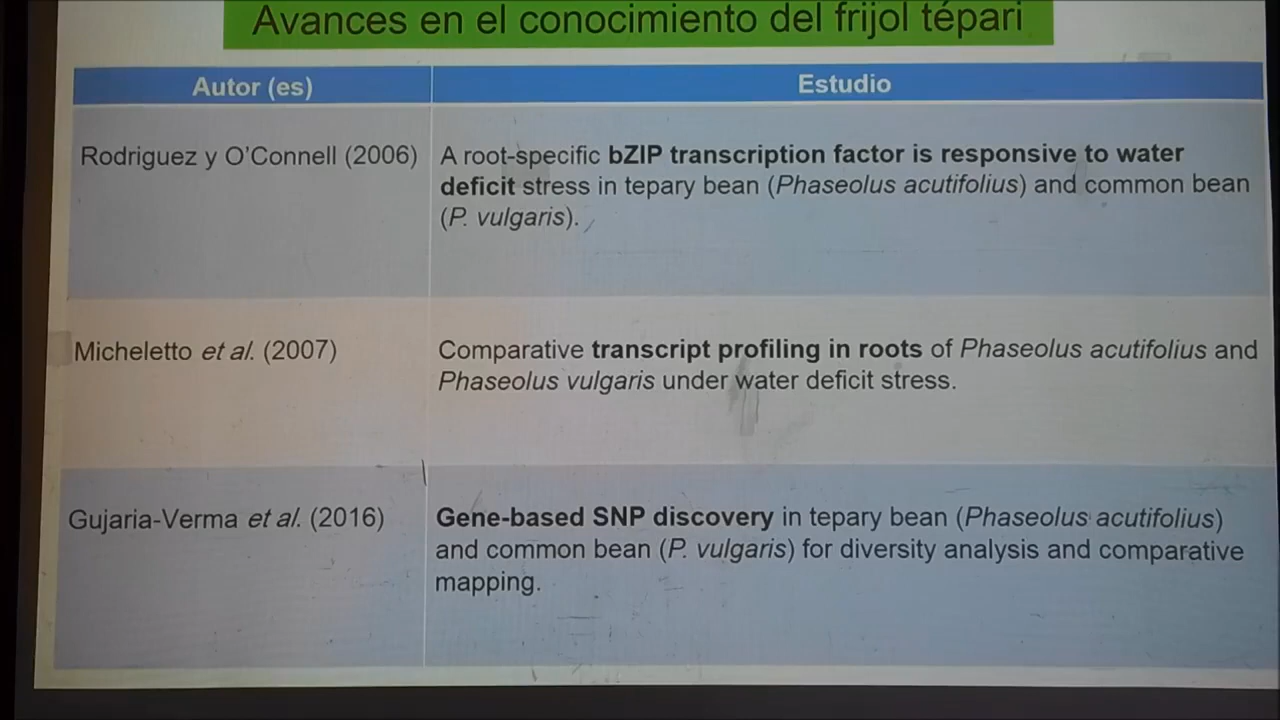 Avances en el conocimiento del frijol tépari
Autor (es)
Estudio
Rodriguez y O'Connell (2006)
A root-specific bZIP transcription factor is responsive to water
deficit stress in tepary bean (Phaseolus acutifolius) and common bean
(P. vulgaris).
Micheletto et al. (2007)
Comparative transcript profiling in roots of Phaseolus acutifolius and
Phaseolus vulgaris under water deficit stress.
Gujaria-Verma et al. (2016)
Gene-based SNP discovery in tepary bean (Phaseolus acutifolius)
and common bean (P. vulgaris) for diversity analysis and comparative
mapping.